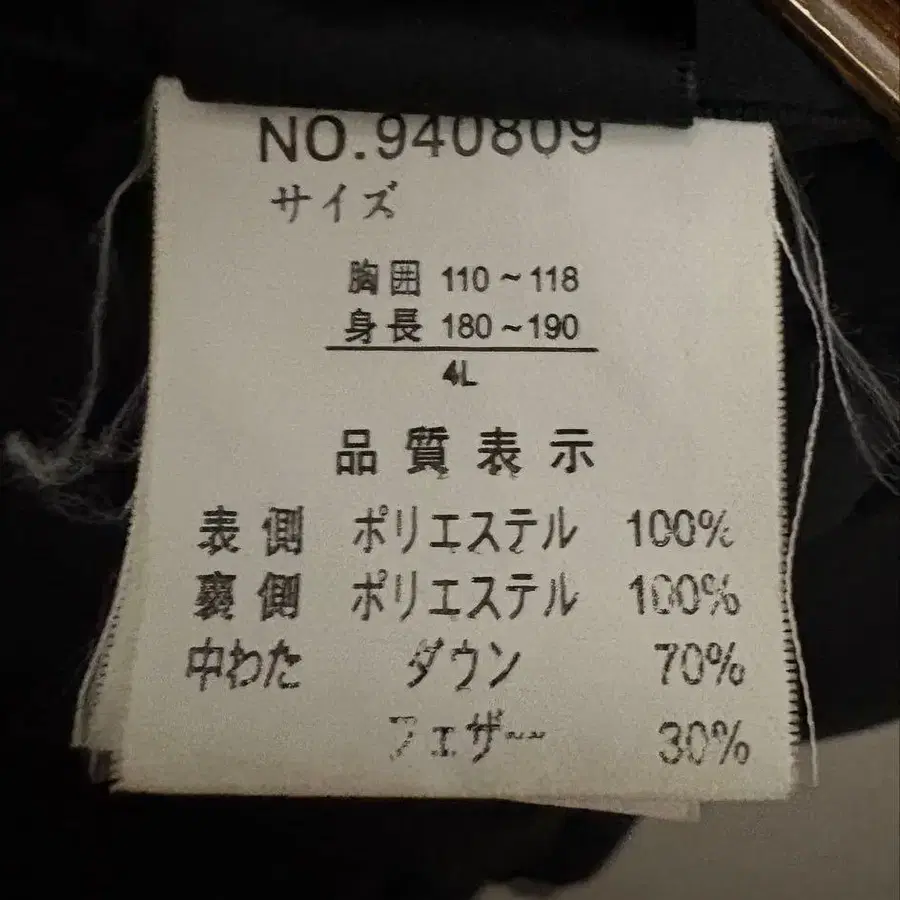 NO.940809
サイズ
胸囲 110~118
身長 180~190
4L
品質表示
表側 ポリエステル 100%
裏側 ポリエステル 100%
中わた ダウン 70%
フェザー 30%